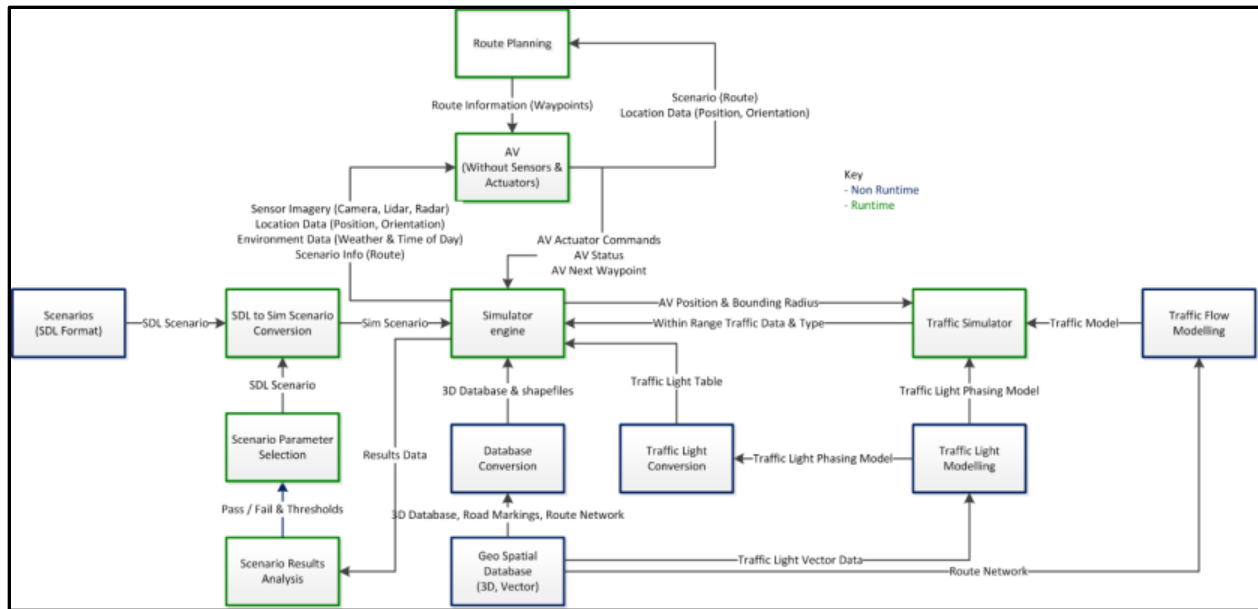 Route Planning
Route Information (Waypoints)
Scenario (Route)
Location Data (Position, Orientation)
AV
(Without Sensors &
Actuators)
Key
- Non Runtime
- Runtime
Sensor Imagery (Camera, Lidar, Radar)
Location Data (Position, Orientation)
Environment Data (Weather & Time of Day)
Scenario Info (Route)
AV Actuator Commands
AV Status
AV Next Waypoint
Scenarios
(SDL Format)
SDL Scenario
SDL to Sim Scenario
Conversion
Sim Scenario
Simulator
engine
AV Position & Bounding Radius
Within Range Traffic Data & Type
Traffic Simulator
Traffic Model
Traffic Flow
Modelling
SDL Scenario
3D Database & shapefiles
Traffic Light Table
Traffic Light Phasing Model
Scenario Parameter
Selection
Results Data
Database
Conversion
Traffic Light
Conversion
Traffic Light Phasing Model
Traffic Light
Modelling
Pass / Fail & Thresholds
3D Database, Road Markings, Route Network
Scenario Results
Analysis
Geo Spatial
Database
(3D, Vector)
Traffic Light Vector Data
Route Network